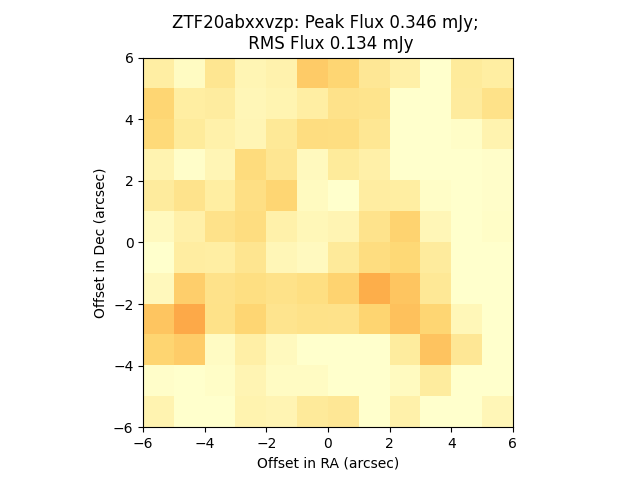 ZTF20abxxvzp: Peak Flux 0.346 mJy;
RMS Flux 0.134 mJy
6
4
2
0
−2
−4
−6
Offset in Dec (arcsec)
−6 −4 −2 0 2 4 6
Offset in RA (arcsec)